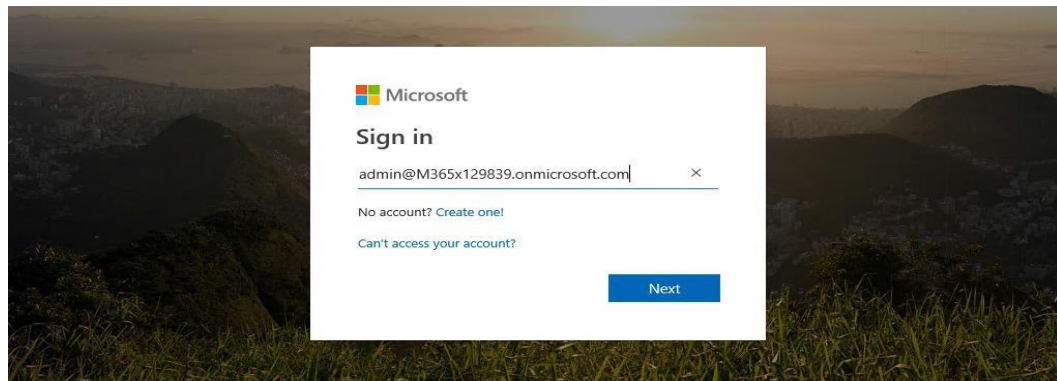 Microsoft
Sign in
admin@M365x129839.onmicrosoft.com
No account? Create one!
Can't access your account?
Next